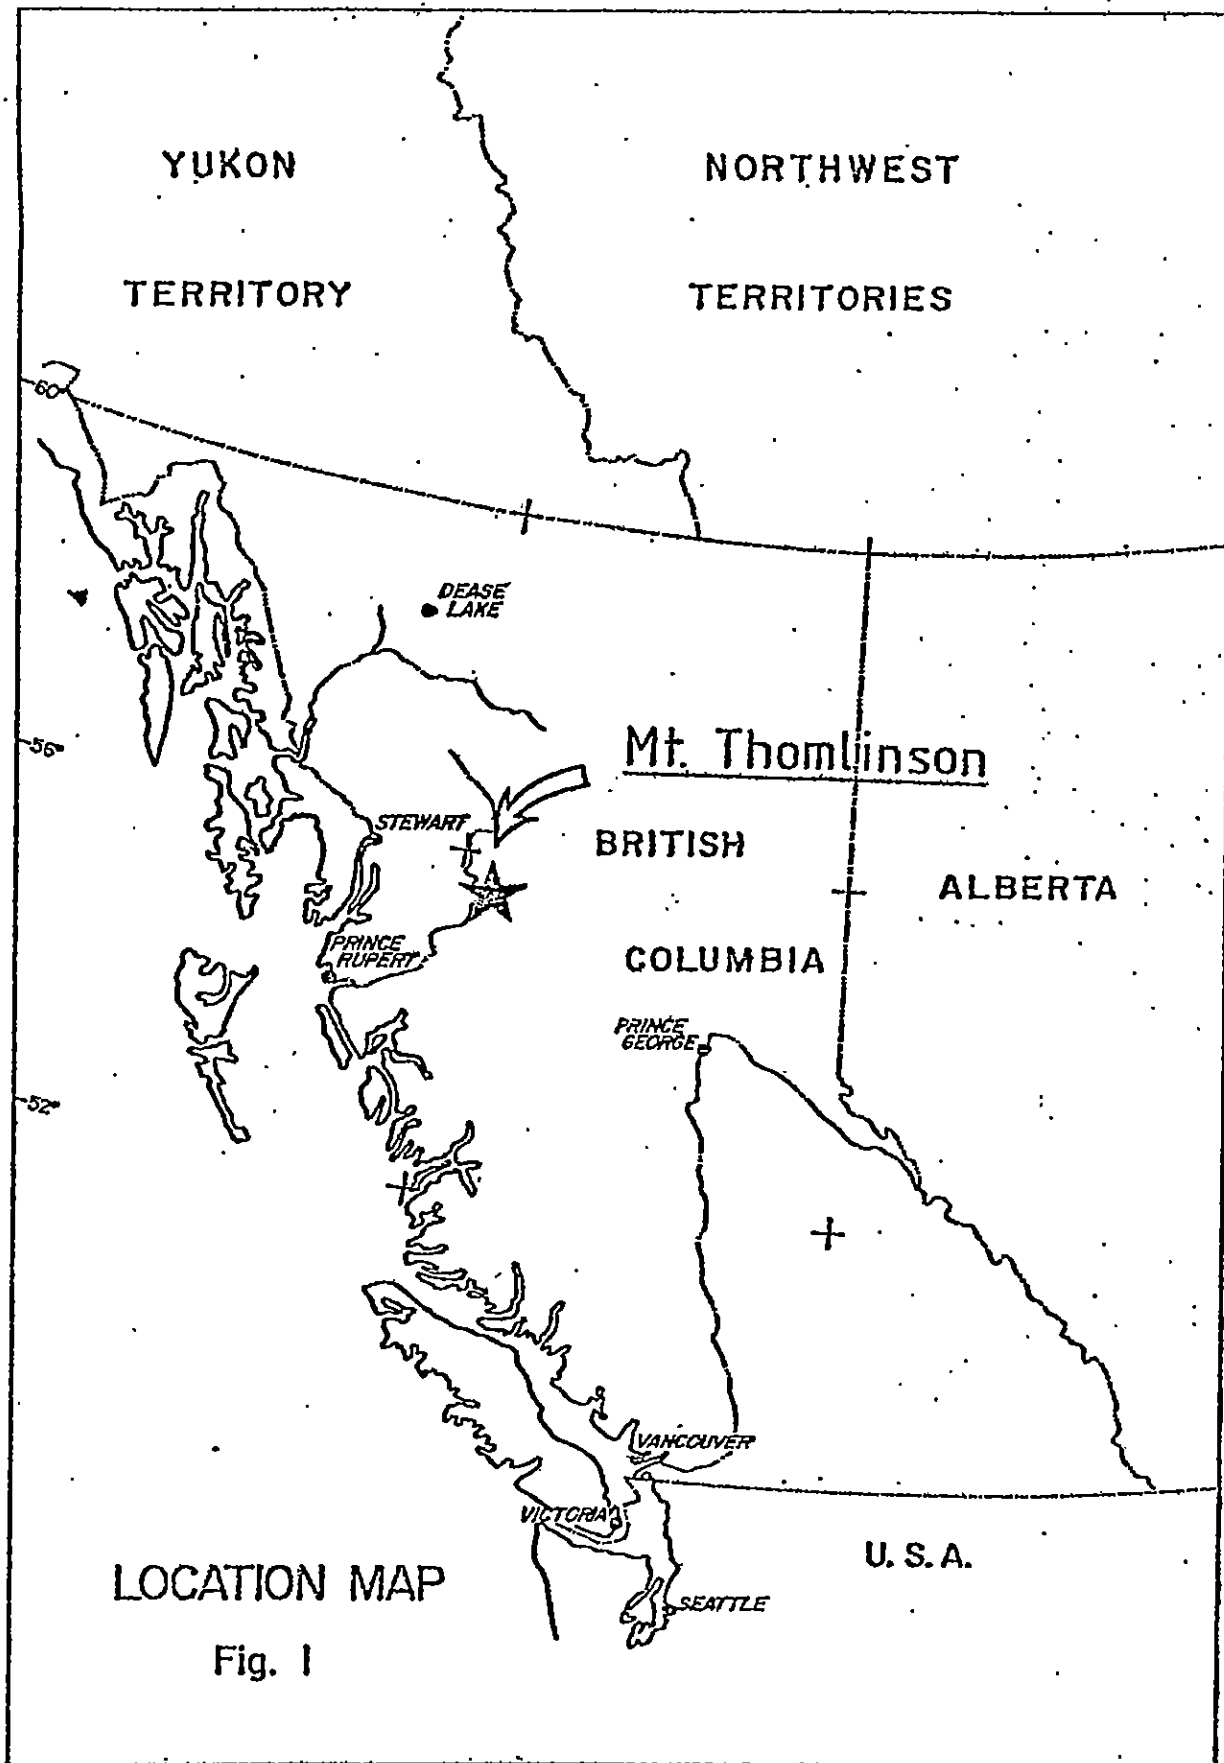 YUKON
TERRITORY
NORTHWEST
TERRITORIES
60
DEASE
LAKE
56°
Mt. Thomlinson
STEWART
BRITISH
COLUMBIA
ALBERTA
PRINCE
RUPERT
PRINCE
GEORGE
52°
VANCOUVER
VICTORIA
U.S.A.
SEATTLE
LOCATION MAP
Fig. 1